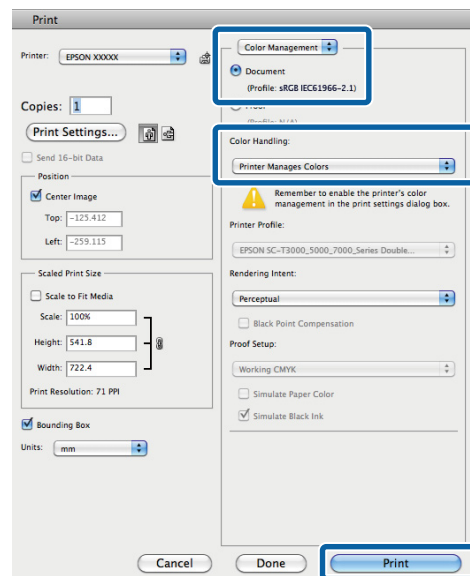 Print
Printer: EPSON XXXXX
Copies: 1
Print Settings...
Send 16-bit Data
Position
Center Image
Top: -125.412
Left: -259.115
Scaled Print Size
Scale to Fit Media
Scale: 100%
Height: 541.8
Width: 722.4
Print Resolution: 71 PPI
Bounding Box
Units: mm
Color Management
Document
(Profile: sRGB IEC61966-2.1)
Color Handling:
Printer Manages Colors
Remember to enable the printer's color
management in the print settings dialog box.
Printer Profile:
EPSON SC-T3000_5000_7000_Series Double...
Rendering Intent:
Perceptual
Black Point Compensation
Proof Setup:
Working CMYK
Simulate Paper Color
Simulate Black Ink
Cancel
Done
Print